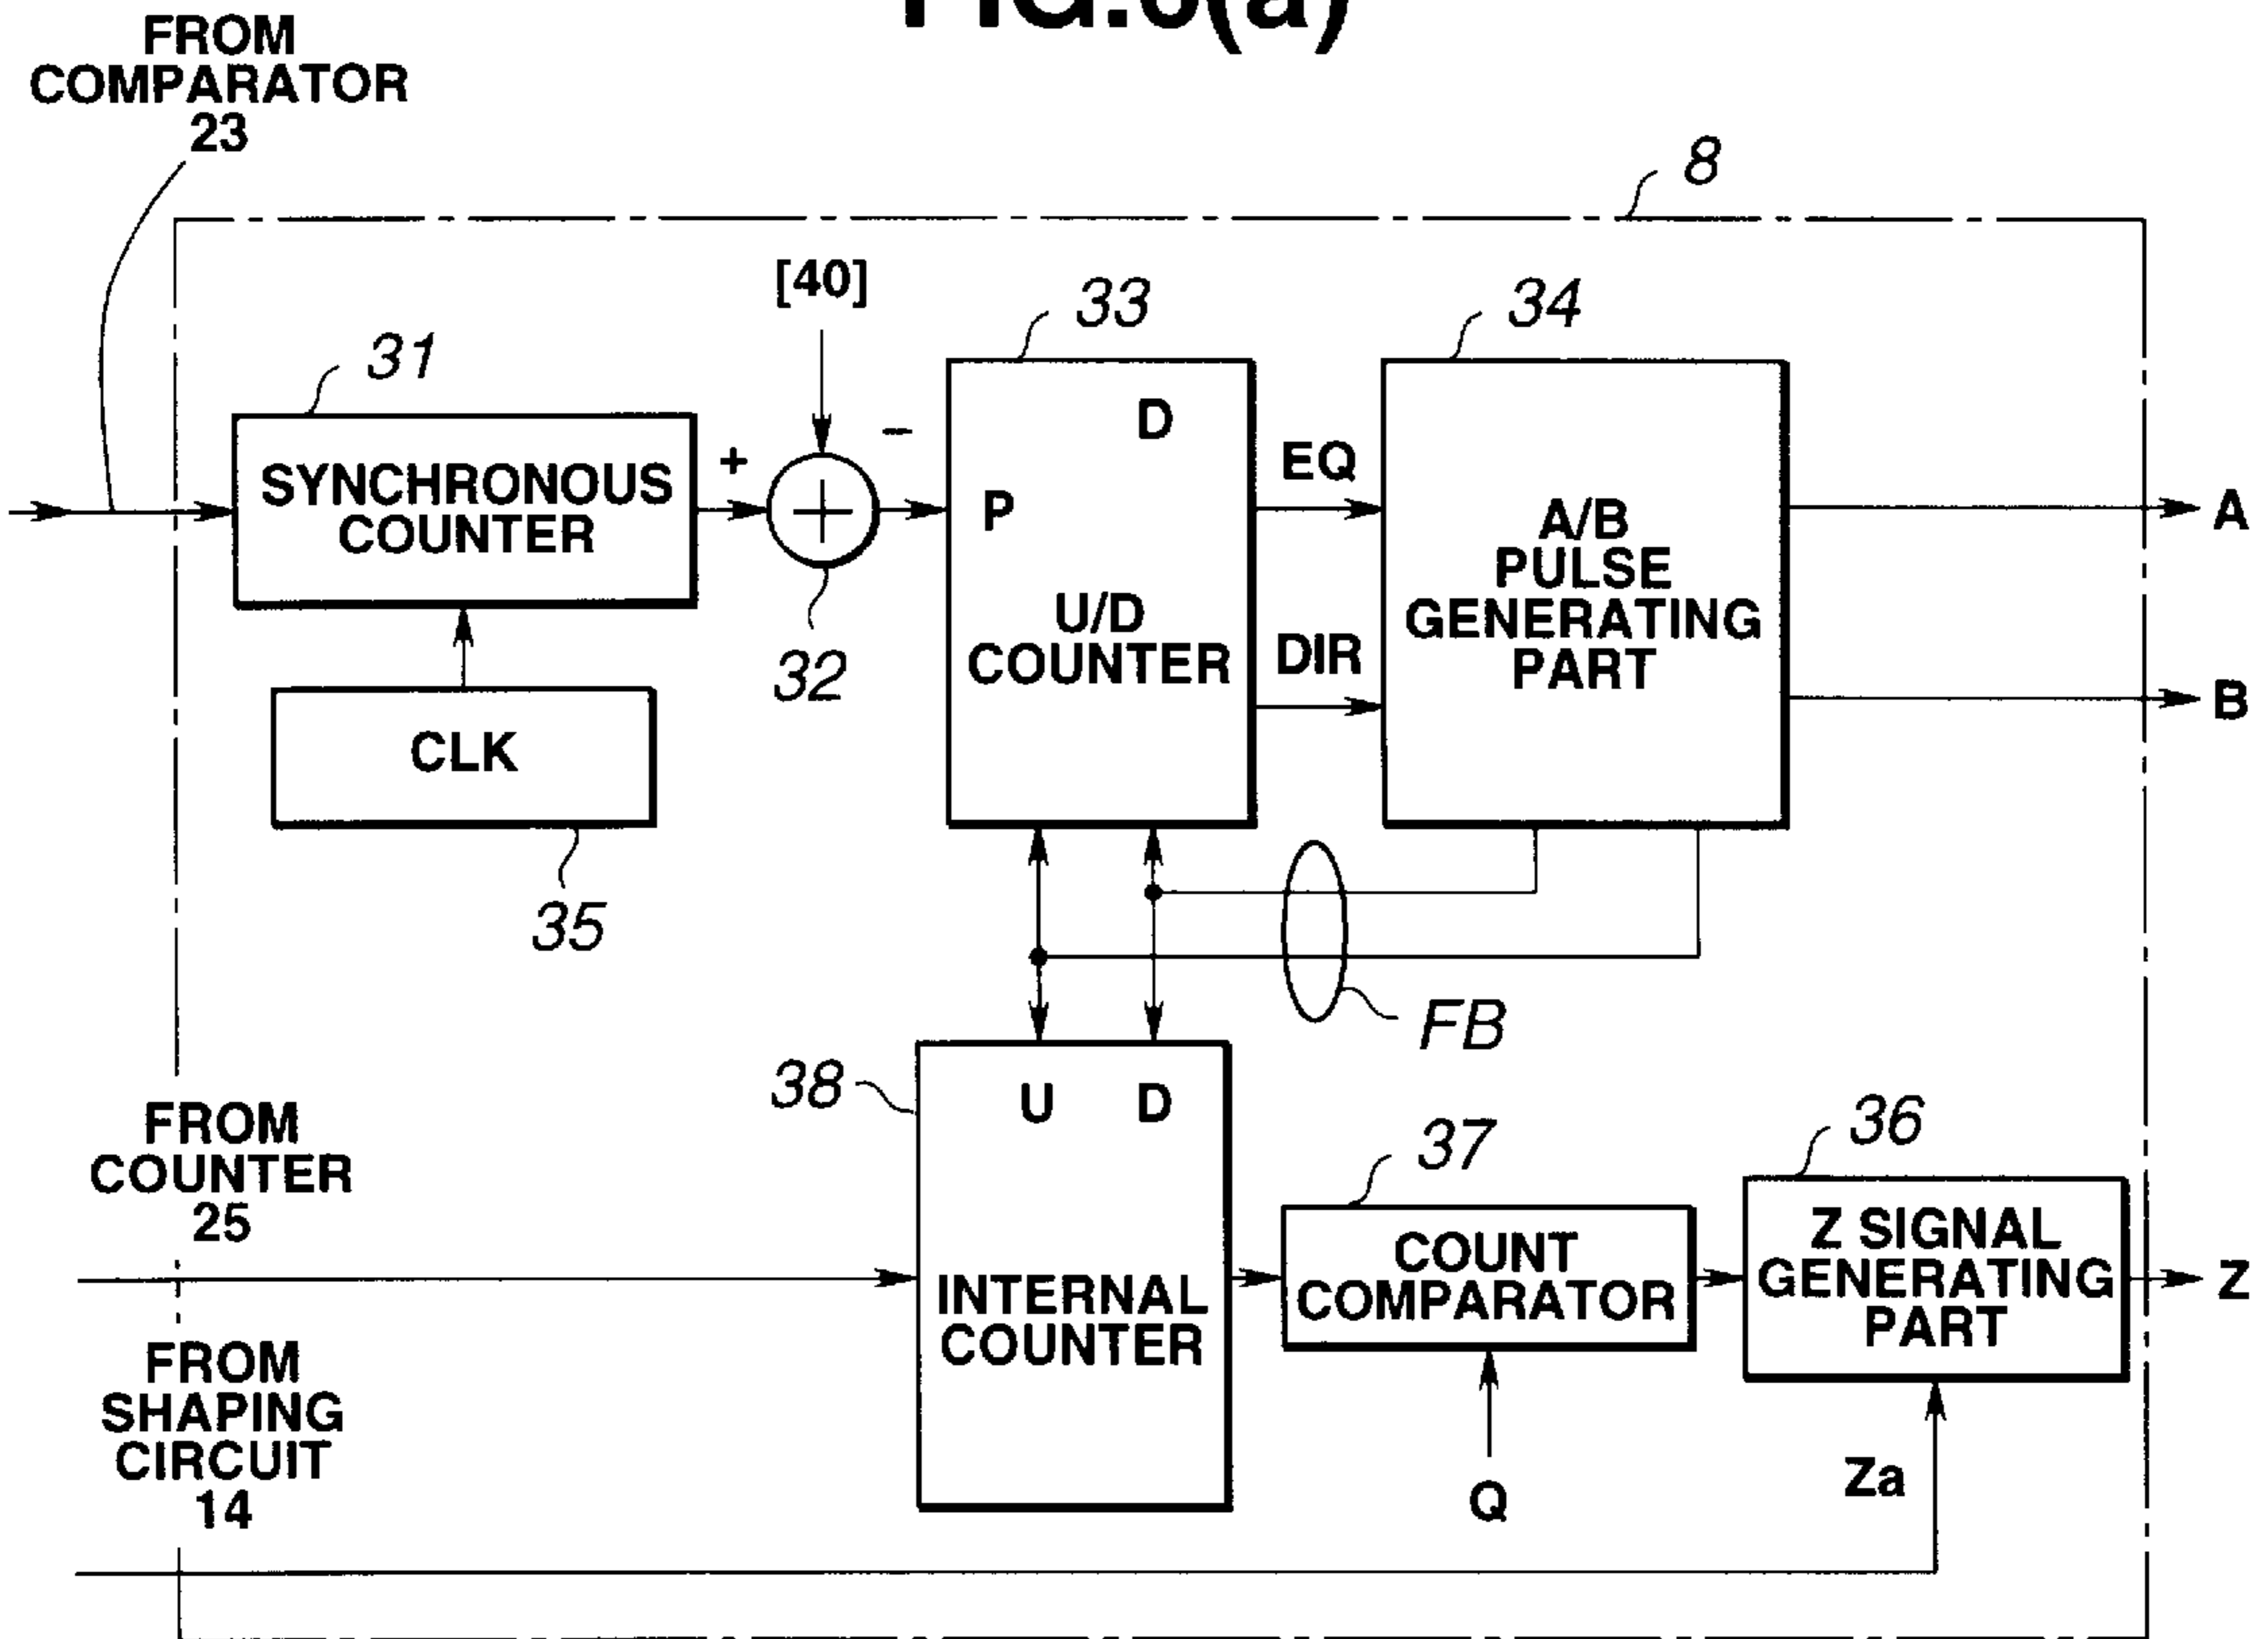 FROM
COMPARATOR
23
8
[40]
33
34
31
+
−
D
EQ
SYNCHRONOUS
COUNTER
+
P
A/B
PULSE
GENERATING
PART
A
U/D
COUNTER
DIR
32
B
CLK
35
FB
38
U
D
37
36
FROM
COUNTER
25
INTERNAL
COUNTER
COUNT
COMPARATOR
Z SIGNAL
GENERATING
PART
Z
FROM
SHAPING
CIRCUIT
14
Q
Za